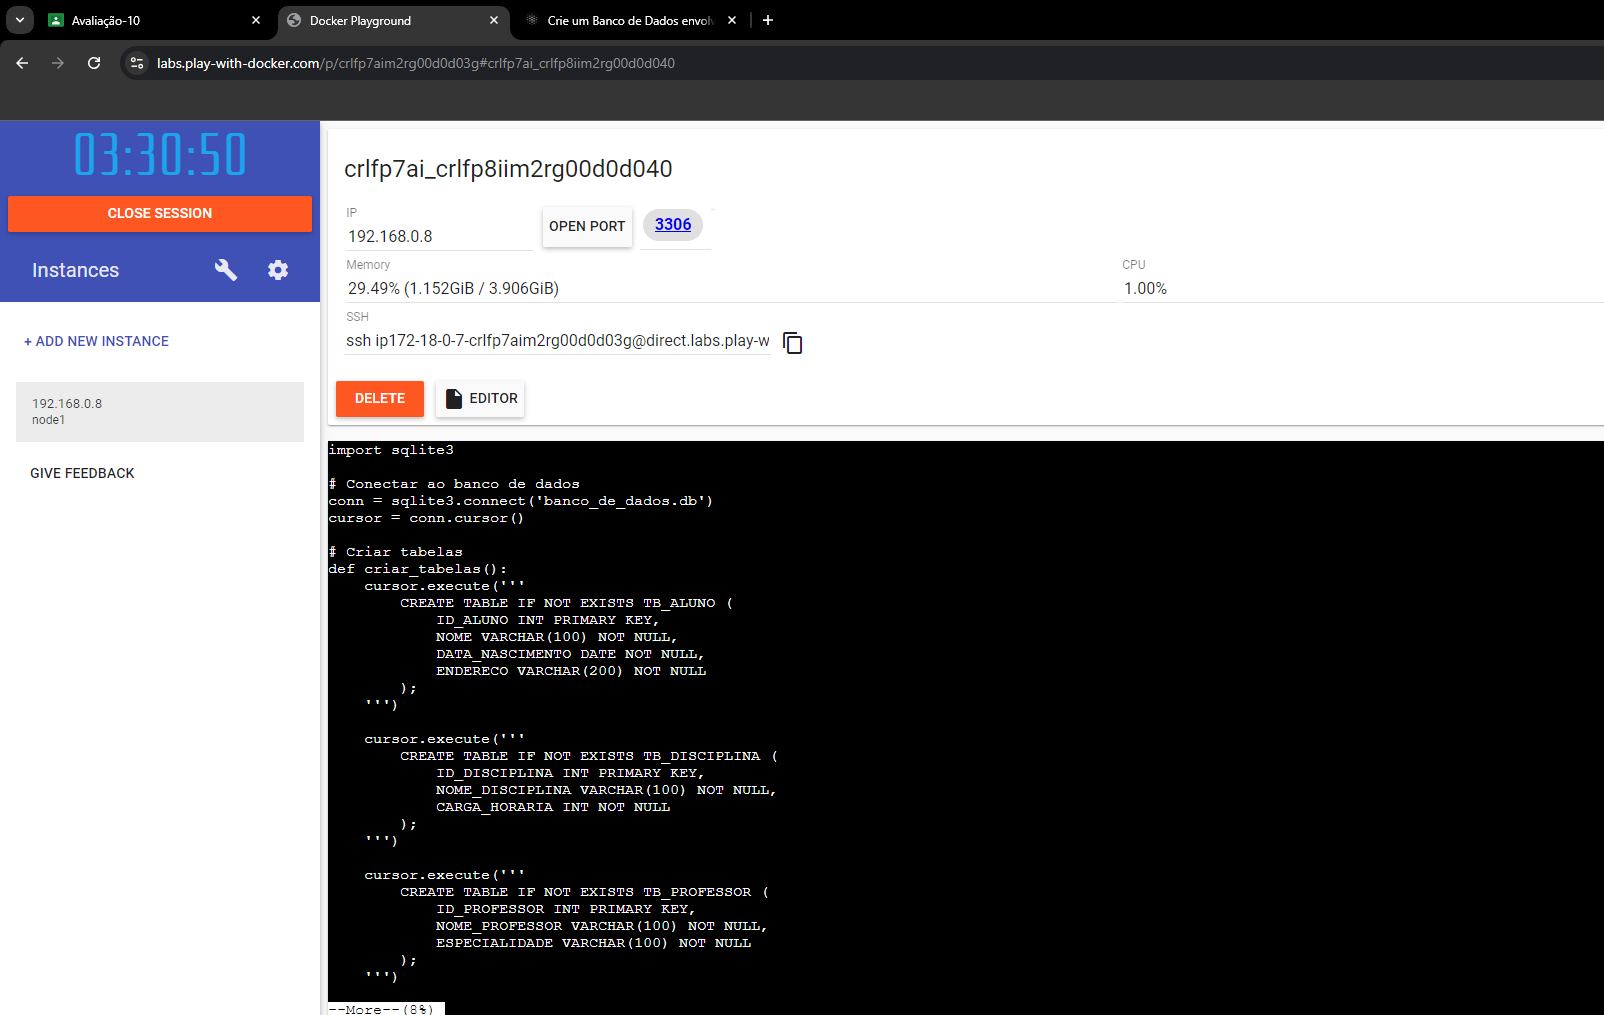 Avaliação-10
Docker Playground
Crie um Banco de Dados envol
labs.play-with-docker.com/p/crlfp7aim2rg00d0d03g#crlfp7ai_crlfp8iim2rg00d0d040
03:30:50
CLOSE SESSION
Instances
+ ADD NEW INSTANCE
192.168.0.8
node1
GIVE FEEDBACK
crlfp7ai_crlfp8iim2rg00d0d040
IP
192.168.0.8
OPEN PORT
3306
Memory
29.49% (1.152GiB / 3.906GiB)
CPU
1.00%
SSH
ssh ip172-18-0-7-crlfp7aim2rg00d0d03g@direct.labs.play-w
DELETE
EDITOR
import sqlite3
# Conectar ao banco de dados
conn = sqlite3.connect('banco_de_dados.db')
cursor = conn.cursor()
# Criar tabelas
def criar_tabelas():
    cursor.execute('''
        CREATE TABLE IF NOT EXISTS TB_ALUNO (
            ID_ALUNO INT PRIMARY KEY,
            NOME VARCHAR(100) NOT NULL,
            DATA_NASCIMENTO DATE NOT NULL,
            ENDERECO VARCHAR(200) NOT NULL
        );
    ''')
    cursor.execute('''
        CREATE TABLE IF NOT EXISTS TB_DISCIPLINA (
            ID_DISCIPLINA INT PRIMARY KEY,
            NOME_DISCIPLINA VARCHAR(100) NOT NULL,
            CARGA_HORARIA INT NOT NULL
        );
    ''')
    cursor.execute('''
        CREATE TABLE IF NOT EXISTS TB_PROFESSOR (
            ID_PROFESSOR INT PRIMARY KEY,
            NOME_PROFESSOR VARCHAR(100) NOT NULL,
            ESPECIALIDADE VARCHAR(100) NOT NULL
        );
    ''')
--More--(8%)